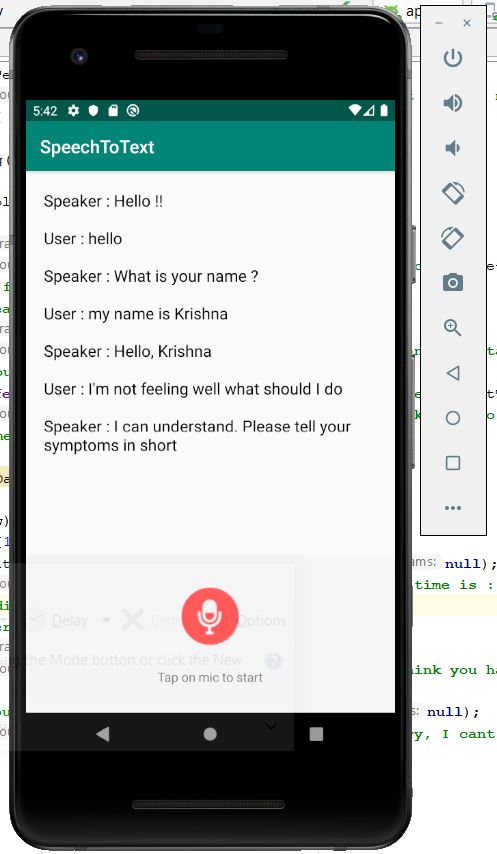 ap
5:42
SpeechToText
Speaker : Hello !!
User : hello
Speaker : What is your name ?
User : my name is Krishna
Speaker : Hello, Krishna
User : I'm not feeling well what should I do
Speaker : I can understand. Please tell your
symptoms in short
ams: null);
time is :
Delay Options
the Mode button or click the New
hink you ha
Tap on mic to start
s: null);
ry, I cant